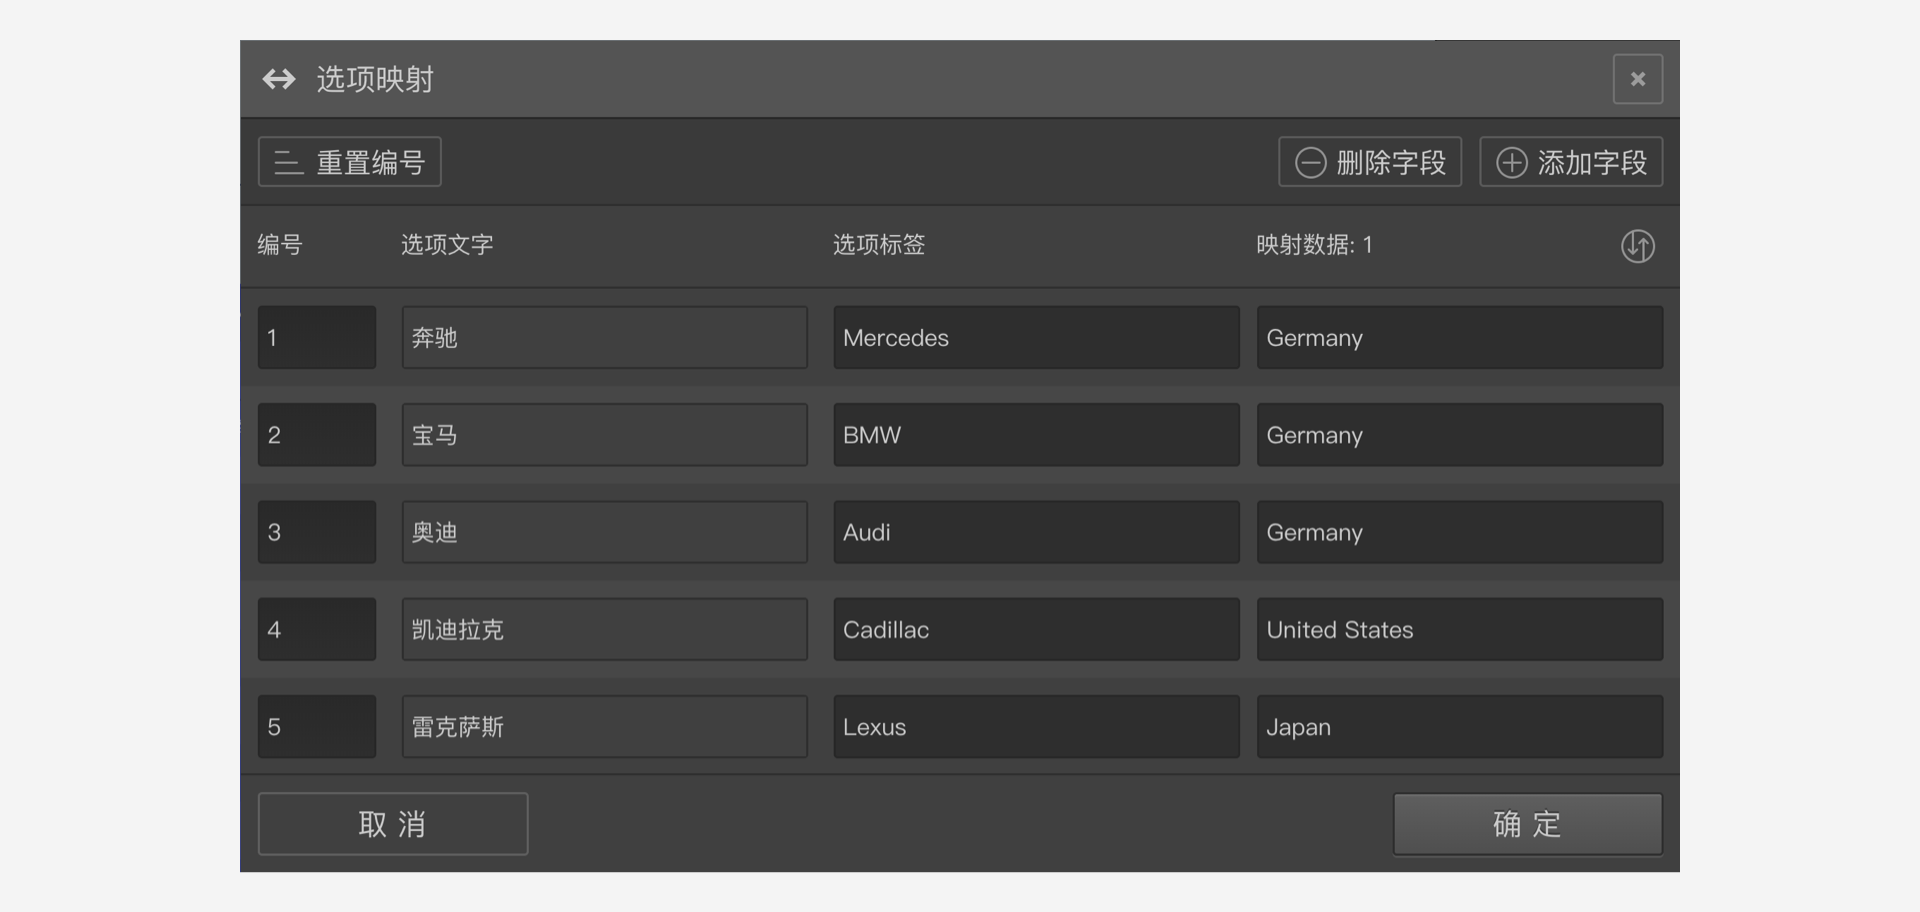 选项映射
重置编号 删除字段 添加字段
编号 选项文字 选项标签 映射数据: 1
1 奔驰 Mercedes Germany
2 宝马 BMW Germany
3 奥迪 Audi Germany
4 凯迪拉克 Cadillac United States
5 雷克萨斯 Lexus Japan
取 消 确 定